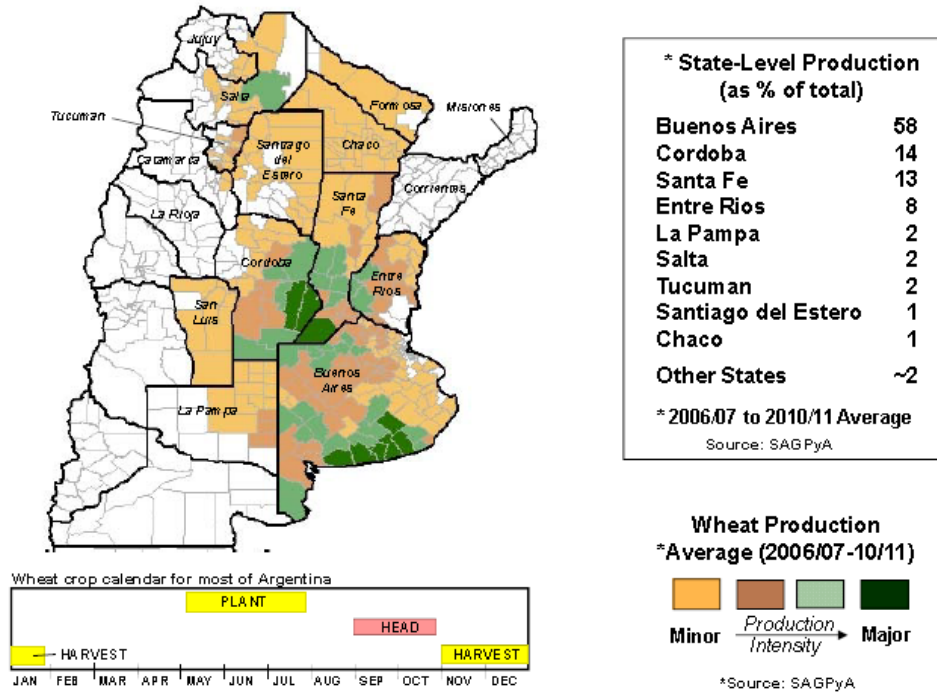 Jujuy
Salta
Formosa
Misiones
Tucuman
Catamarca
Santiago
del
Estero
Chaco
Corrientes
La Rioja
Santa
Fe
Cordoba
Entre
Rios
San
Luis
Buenos
Aires
La Pampa
* State-Level Production
(as % of total)
Buenos Aires 58
Cordoba 14
Santa Fe 13
Entre Rios 8
La Pampa 2
Salta 2
Tucuman 2
Santiago del Estero 1
Chaco 1
Other States ~2
*2006/07 to 2010/11 Average
Source: SAGPyA
Wheat Production
*Average (2006/07-10/11)
Minor Production Intensity Major
*Source: SAGPyA
Wheat crop calendar for most of Argentina
PLANT
HEAD
HARVEST HARVEST
JAN FEB MAR APR MAY JUN JUL AUG SEP OCT NOV DEC